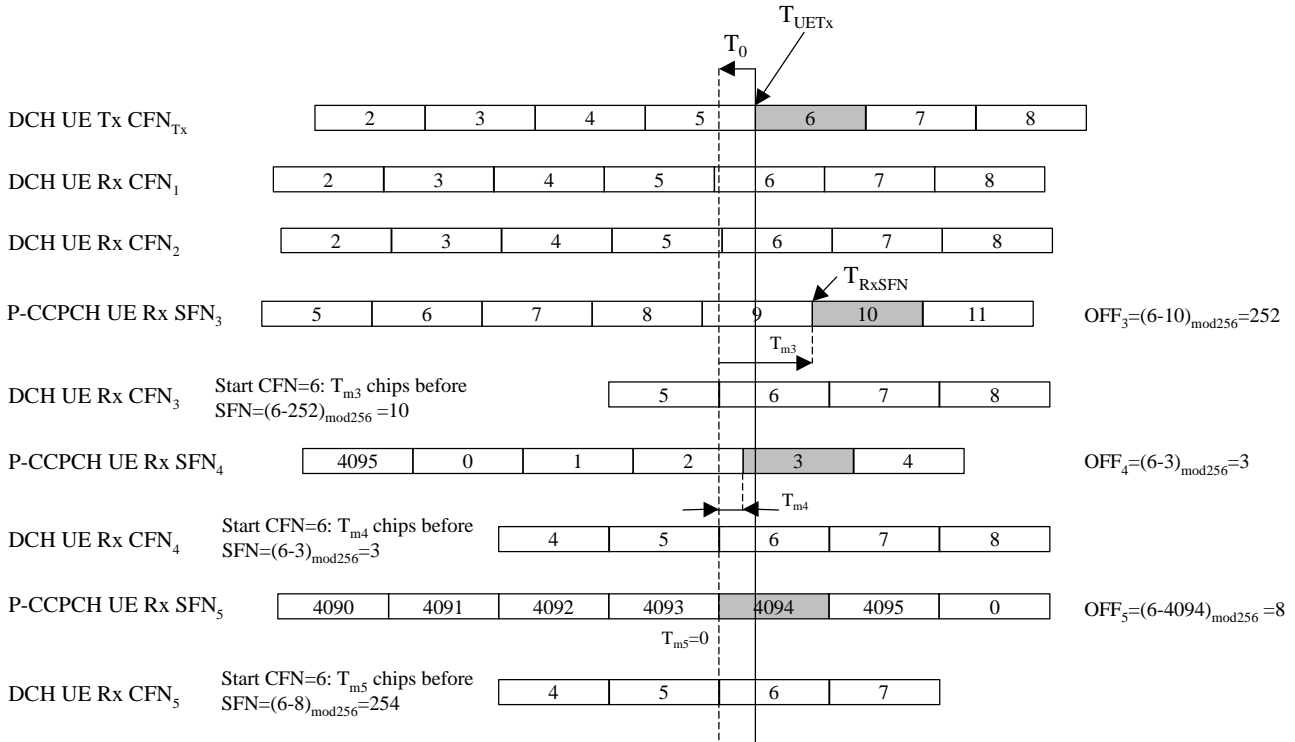 T_UETx
T_0
DCH UE Tx CFN_Tx 2 3 4 5 6 7 8
DCH UE Rx CFN_1 2 3 4 5 6 7 8
DCH UE Rx CFN_2 2 3 4 5 6 7 8
T_RxSFN
P-CCPCH UE Rx SFN_3 5 6 7 8 9 10 11 OFF_3=(6-10)_mod256=252
T_m3
DCH UE Rx CFN_3 Start CFN=6: T_m3 chips before 5 6 7 8
SFN=(6-252)_mod256 =10
P-CCPCH UE Rx SFN_4 4095 0 1 2 3 4 OFF_4=(6-3)_mod256=3
T_m4
DCH UE Rx CFN_4 Start CFN=6: T_m4 chips before 4 5 6 7 8
SFN=(6-3)_mod256=3
P-CCPCH UE Rx SFN_5 4090 4091 4092 4093 4094 4095 0 OFF_5=(6-4094)_mod256 =8
T_m5=0
DCH UE Rx CFN_5 Start CFN=6: T_m5 chips before 4 5 6 7
SFN=(6-8)_mod256=254